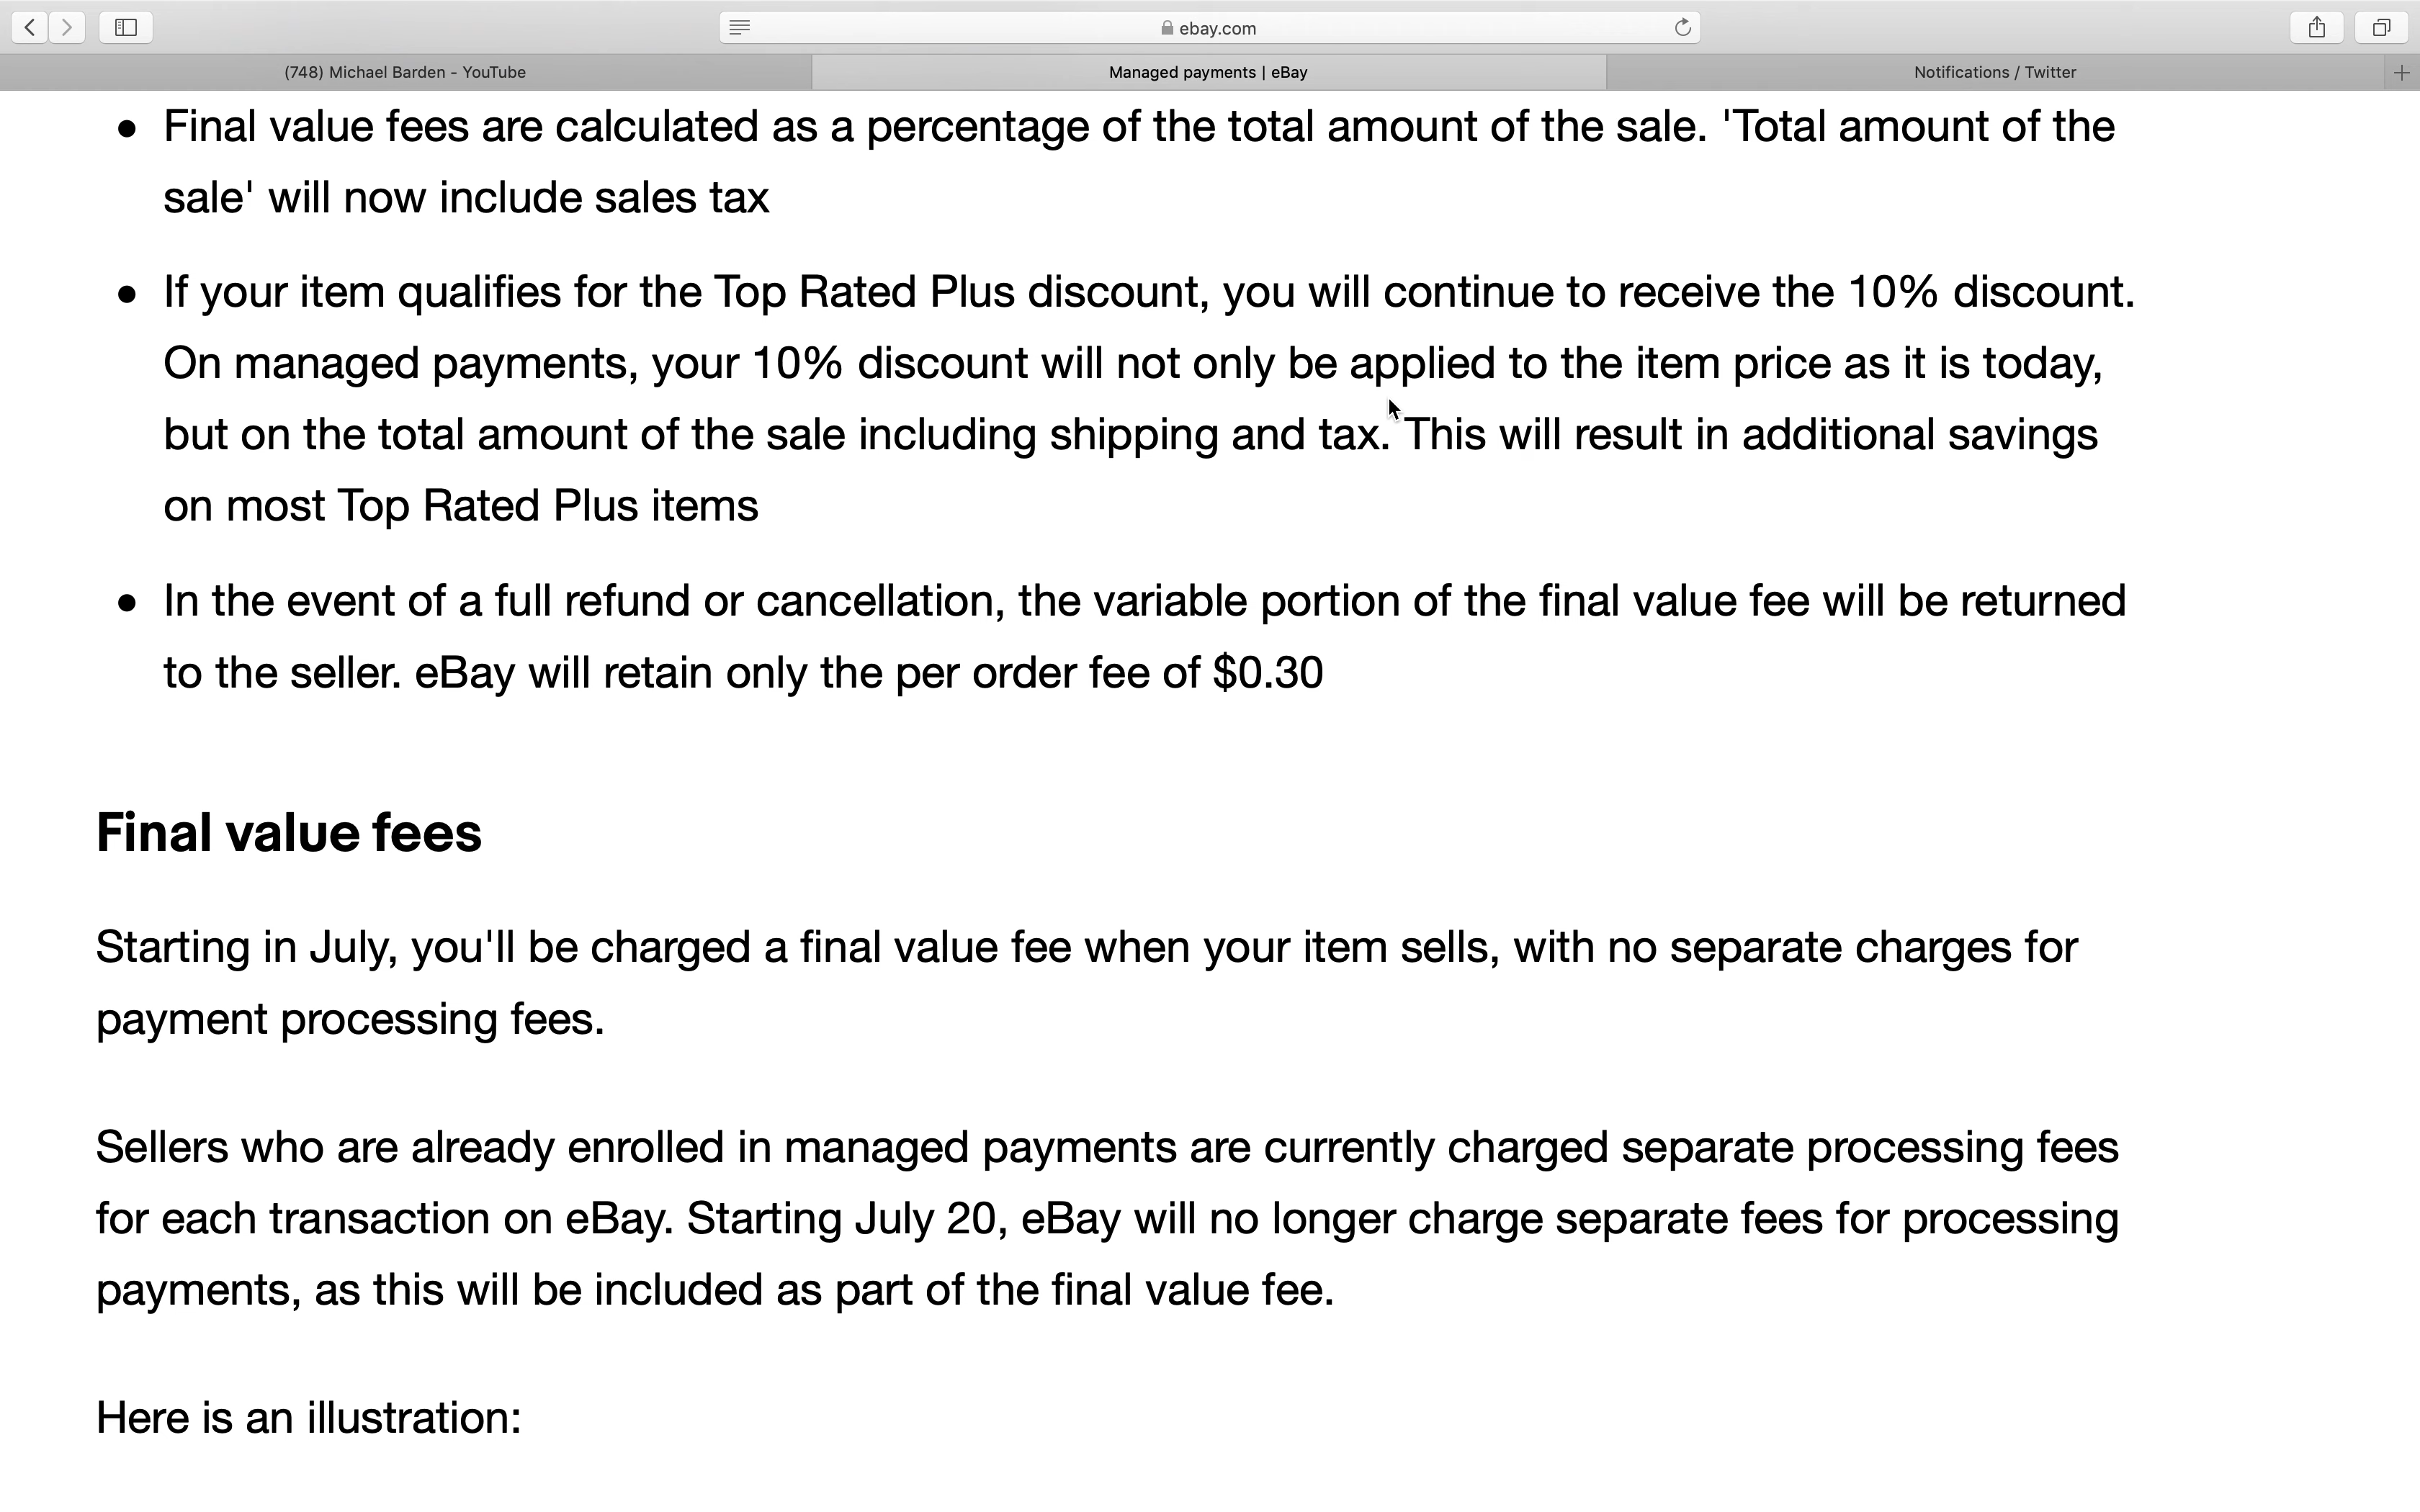 ebay.com
(748) Michael Barden - YouTube
Managed payments | eBay
Notifications / Twitter
• Final value fees are calculated as a percentage of the total amount of the sale. 'Total amount of the
sale' will now include sales tax
• If your item qualifies for the Top Rated Plus discount, you will continue to receive the 10% discount.
On managed payments, your 10% discount will not only be applied to the item price as it is today,
but on the total amount of the sale including shipping and tax. This will result in additional savings
on most Top Rated Plus items
• In the event of a full refund or cancellation, the variable portion of the final value fee will be returned
to the seller. eBay will retain only the per order fee of $0.30
Final value fees
Starting in July, you'll be charged a final value fee when your item sells, with no separate charges for
payment processing fees.
Sellers who are already enrolled in managed payments are currently charged separate processing fees
for each transaction on eBay. Starting July 20, eBay will no longer charge separate fees for processing
payments, as this will be included as part of the final value fee.
Here is an illustration: